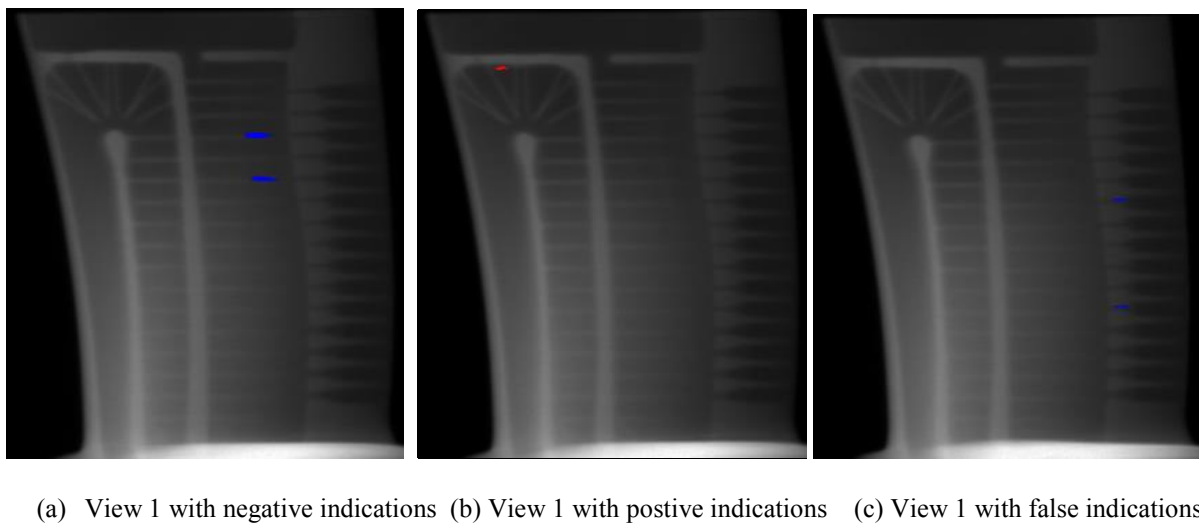 (a) View 1 with negative indications (b) View 1 with postive indications (c) View 1 with false indications